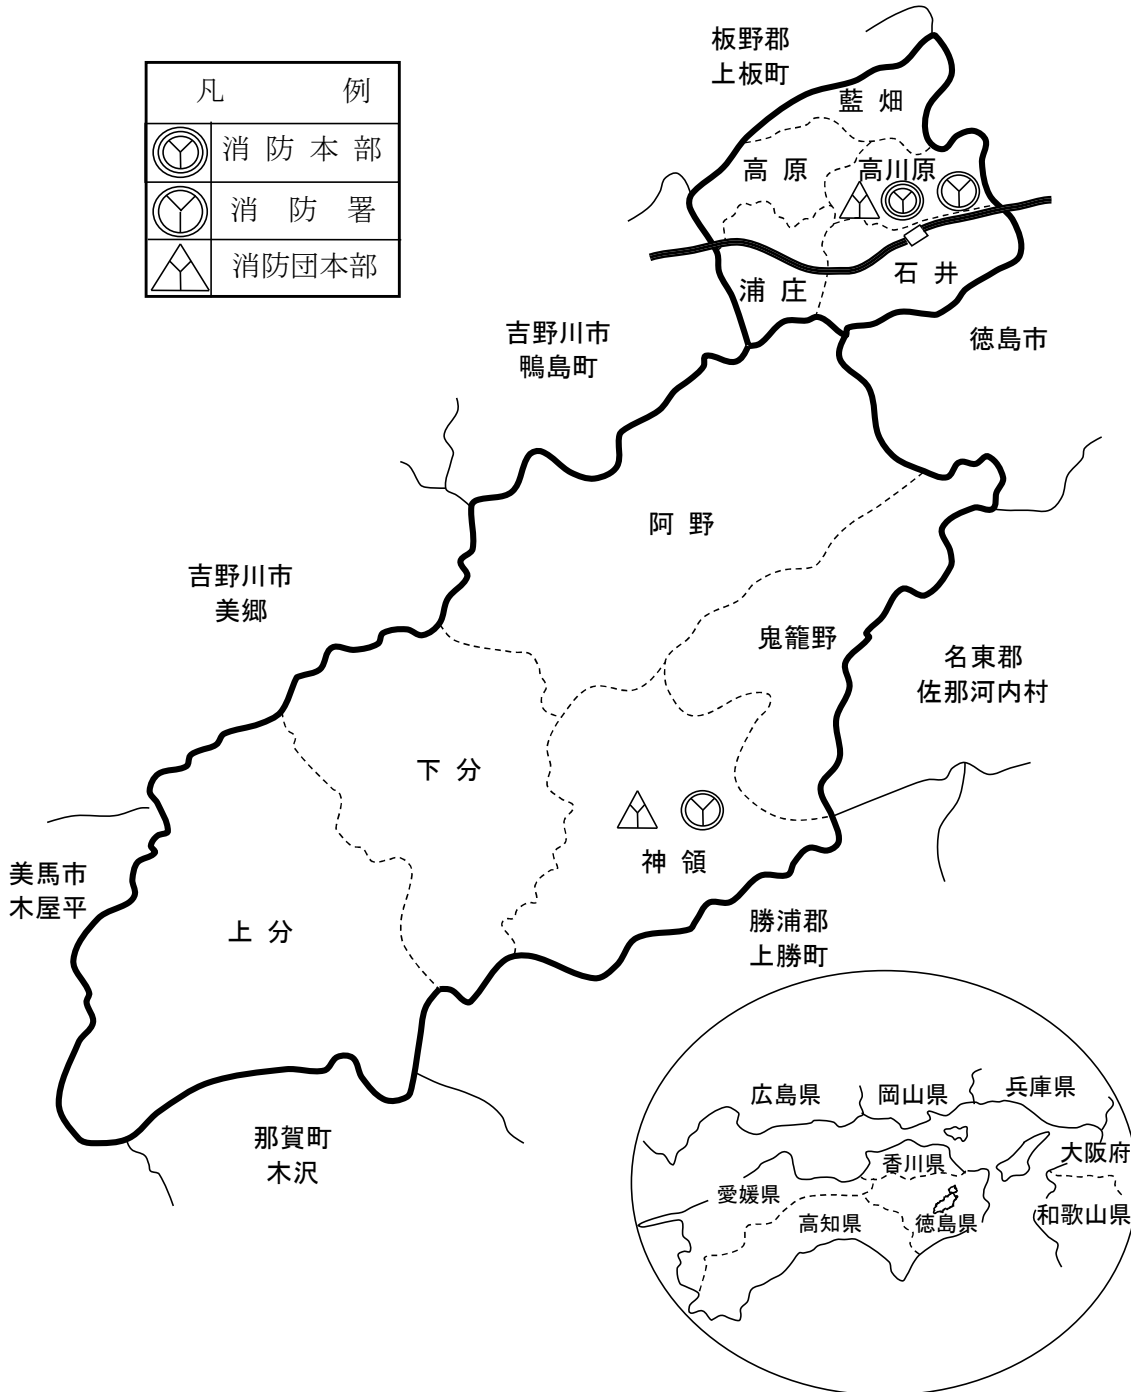 板野郡
上板町
凡 例
消 防 本 部
消 防 署
消防団本部
藍 畑
高 原
高川原
石 井
浦 庄
吉野川市
鴨島町
徳島市
阿 野
吉野川市
美郷
鬼籠野
名東郡
佐那河内村
下 分
神 領
美馬市
木屋平
上 分
勝浦郡
上勝町
那賀町
木沢
広島県
岡山県
兵庫県
香川県
大阪府
愛媛県
高知県
徳島県
和歌山県